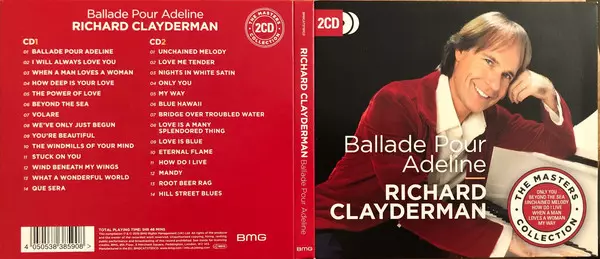 Ballade Pour Adeline
RICHARD CLAYDERMAN
THE MASTERS
2CD
COLLECTION
CD1
01 BALLADE POUR ADELINE
02 I WILL ALWAYS LOVE YOU
03 WHEN A MAN LOVES A WOMAN
04 HOW DEEP IS YOUR LOVE
05 THE POWER OF LOVE
06 BEYOND THE SEA
07 VOLARE
08 WE'VE ONLY JUST BEGUN
09 YOU'RE BEAUTIFUL
10 THE WINDMILLS OF YOUR MIND
11 STUCK ON YOU
12 WIND BENEATH MY WINGS
13 WHAT A WONDERFUL WORLD
14 QUE SERA
CD2
01 UNCHAINED MELODY
02 LOVE ME TENDER
03 NIGHTS IN WHITE SATIN
04 ONLY YOU
05 MY WAY
06 BLUE HAWAII
07 BRIDGE OVER TROUBLED WATER
08 LOVE IS A MANY
SPLENDORED THING
09 LOVE IS BLUE
10 ETERNAL FLAME
11 HOW DO I LIVE
12 MANDY
13 ROOT BEER RAG
14 HILL STREET BLUES
4 050538 385908
BMG
RICHARD CLAYDERMAN Ballade Pour Adeline
BMG
2CD
Ballade Pour
Adeline
RICHARD
CLAYDERMAN
THE MASTERS
ONLY YOU
BEYOND THE SEA
UNCHAINED MELODY
HOW DO I LIVE
WHEN A MAN
LOVES A WOMAN
MY WAY
COLLECTION